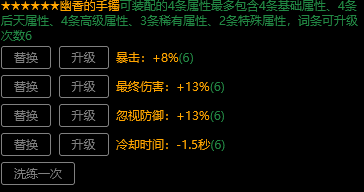 ★★★★★★幽香的手镯可装配的4条属性最多包含4条基础属性、4条
后天属性、4条高级属性、3条稀有属性、2条特殊属性，词条可升级
次数6
替换 升级 暴击：+8%(6)
替换 升级 最终伤害：+13%(6)
替换 升级 忽视防御：+13%(6)
替换 升级 冷却时间：-1.5秒(6)
洗练一次